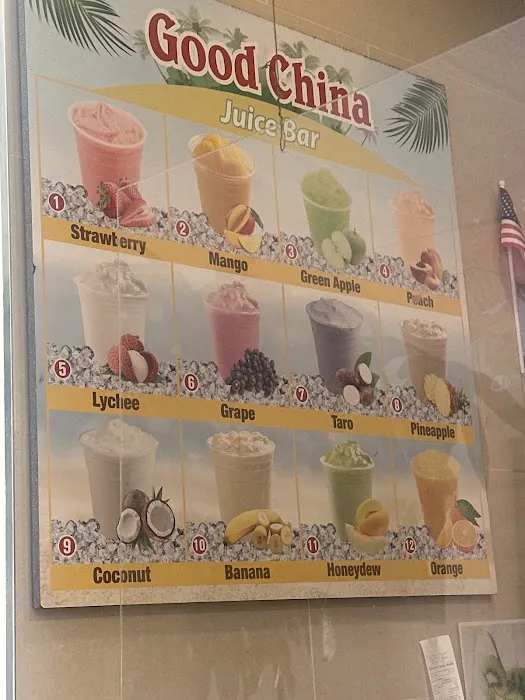 Good China
Juice Bar
1 2 3 4
Strawberry Mango Green Apple Peach
5 6 7 8
Lychee Grape Taro Pineapple
9 10 11 12
Coconut Banana Honeydew Orange